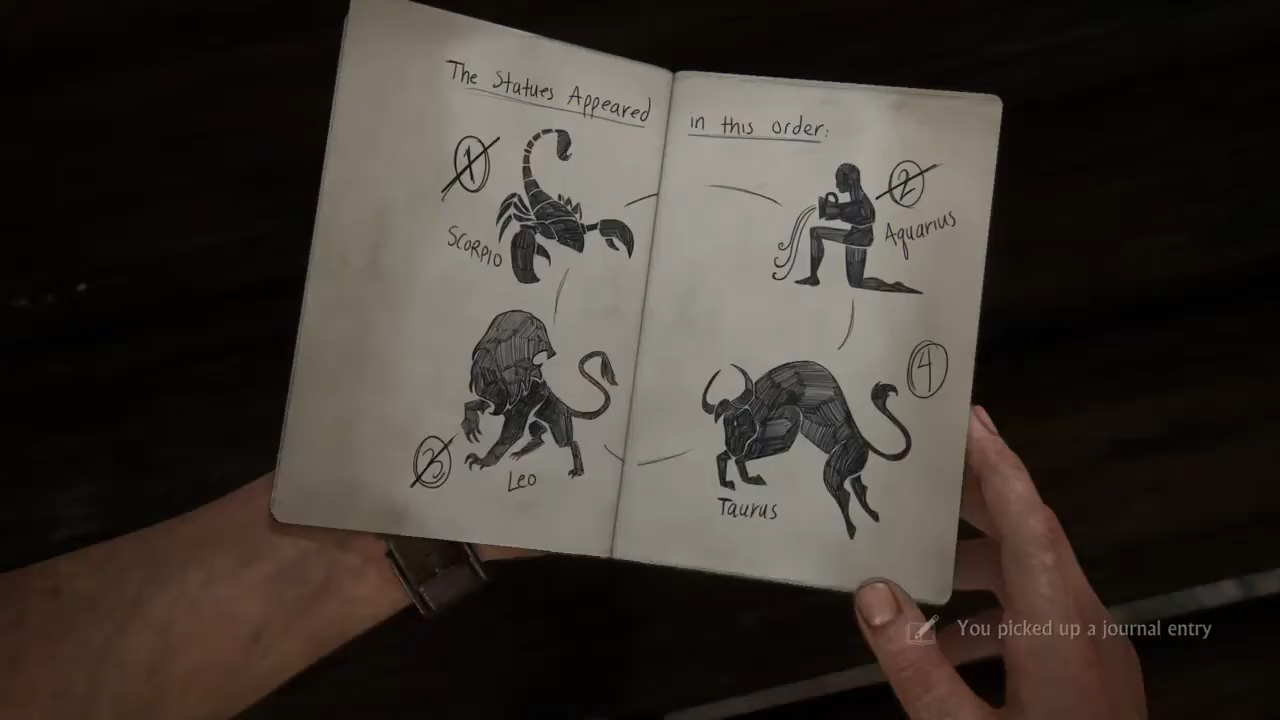 The Statues Appeared
in this order:
1
SCORPIO
2
Aquarius
3
Leo
4
Taurus
You picked up a journal entry